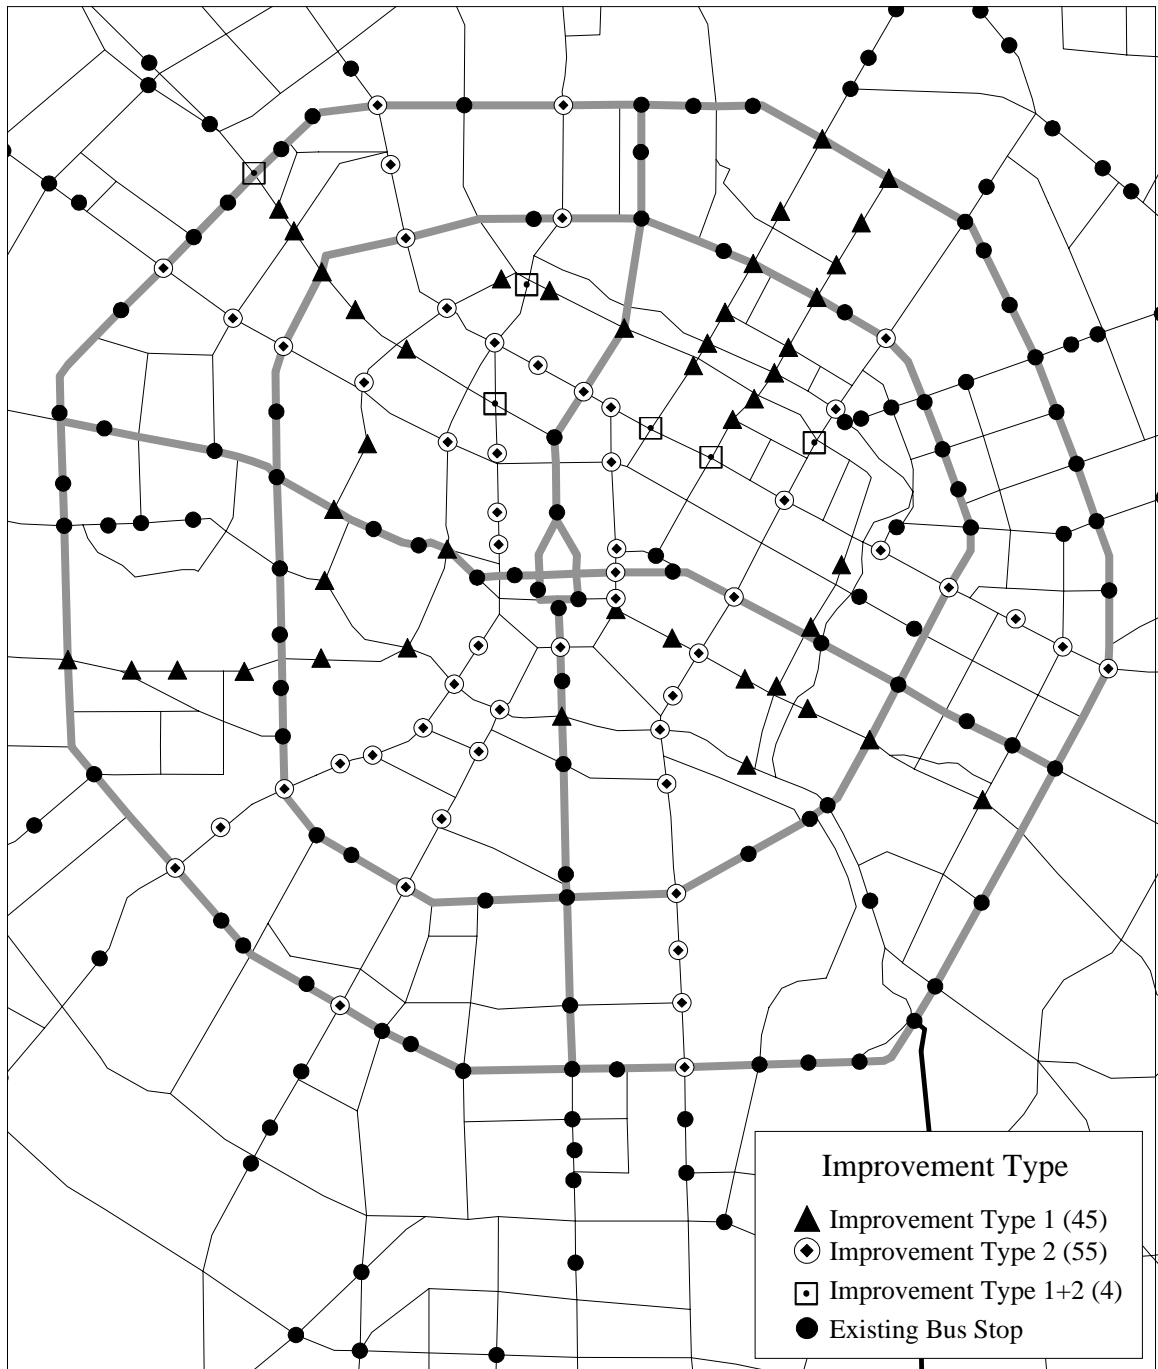 Improvement Type
Improvement Type 1 (45)
Improvement Type 2 (55)
Improvement Type 1+2 (4)
Existing Bus Stop